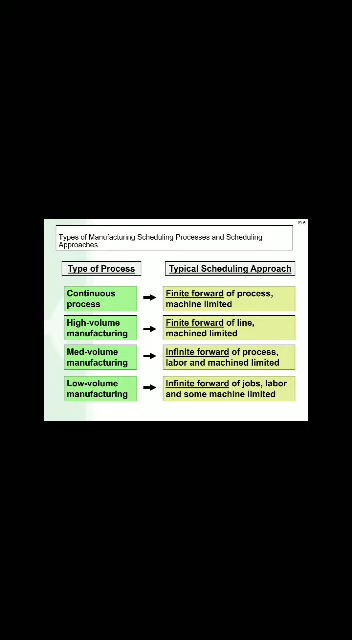 Types of Manufacturing Scheduling Processes and Scheduling
Approaches
Type of Process
Typical Scheduling Approach
Continuous
process
Finite forward of process,
machine limited
High-volume
manufacturing
Finite forward of line,
machined limited
Med-volume
manufacturing
Infinite forward of process,
labor and machined limited
Low-volume
manufacturing
Infinite forward of jobs, labor
and some machine limited